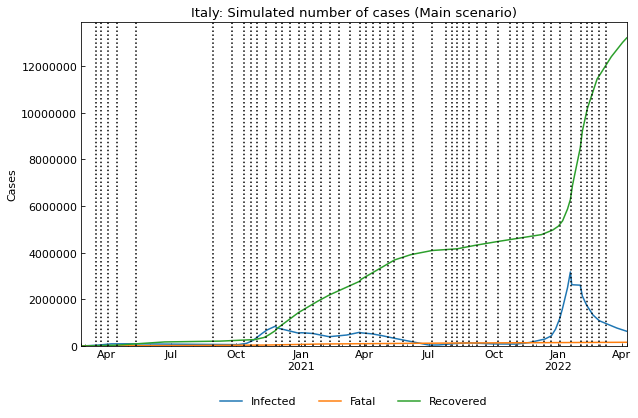 Italy: Simulated number of cases (Main scenario)
Cases
12000000
10000000
8000000
6000000
4000000
2000000
0
Apr Jul Oct Jan Apr Jul Oct Jan Apr
2021 2022
Infected Fatal Recovered